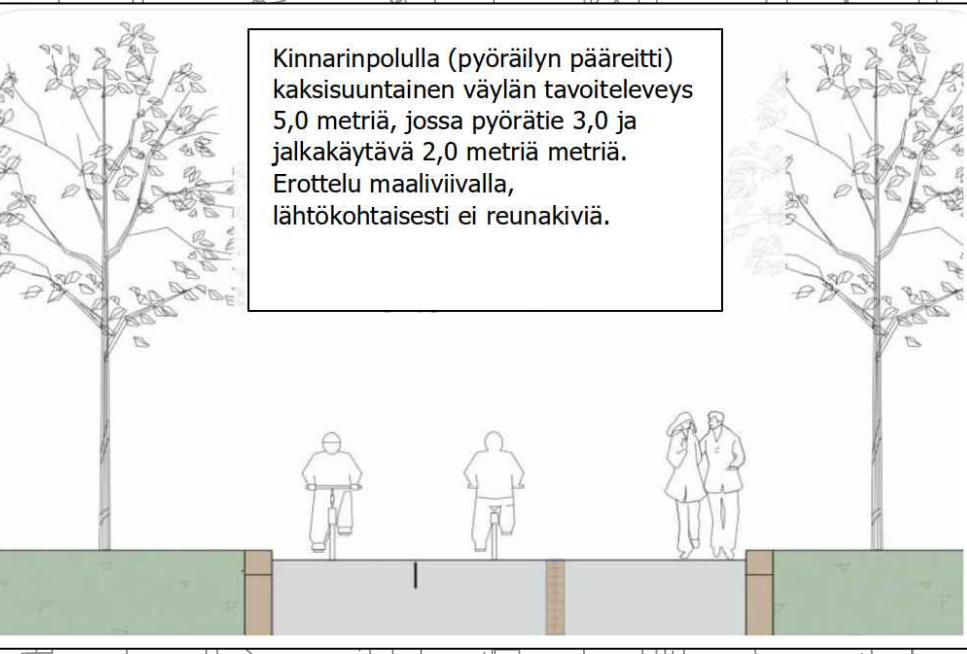 Kinnarinpolulla (pyöräilyn pääreitti)
kaksisuuntainen väylän tavoiteleveys
5,0 metriä, jossa pyörätie 3,0 ja
jalkakäytävä 2,0 metriä metriä.
Erottelu maaliviivalla,
lähtökohtaisesti ei reunakiviä.